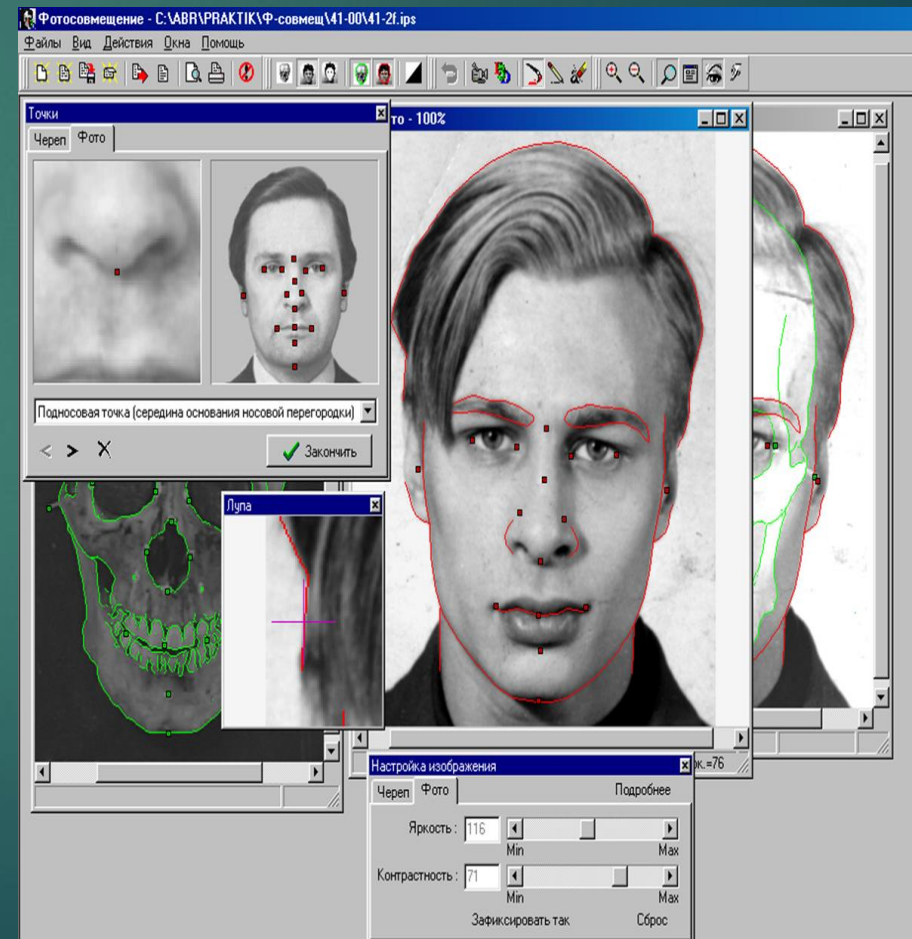 Фотосовмещение - C:\ABR\PRAKTIK\Ф-совмещ\41-00\41-2f.ips
Файлы Вид Действия Окна Помощь
Точки
Череп Фото
Подносовая точка (середина основания носовой перегородки)
< > X Закончить
то - 100%
Лупа
рк.=76
Настройка изображения
Череп Фото Подробнее
Яркость : 116
Min Max
Контрастность : 71
Min Max
Зафиксировать так Сброс